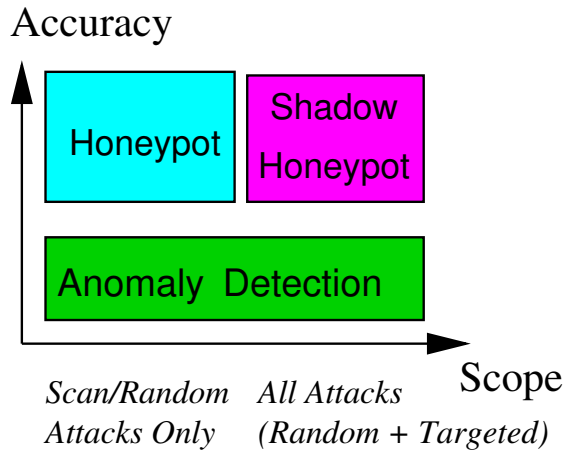 Accuracy
Honeypot
Shadow
Honeypot
Anomaly Detection
Scope
Scan/Random
Attacks Only
All Attacks
(Random + Targeted)